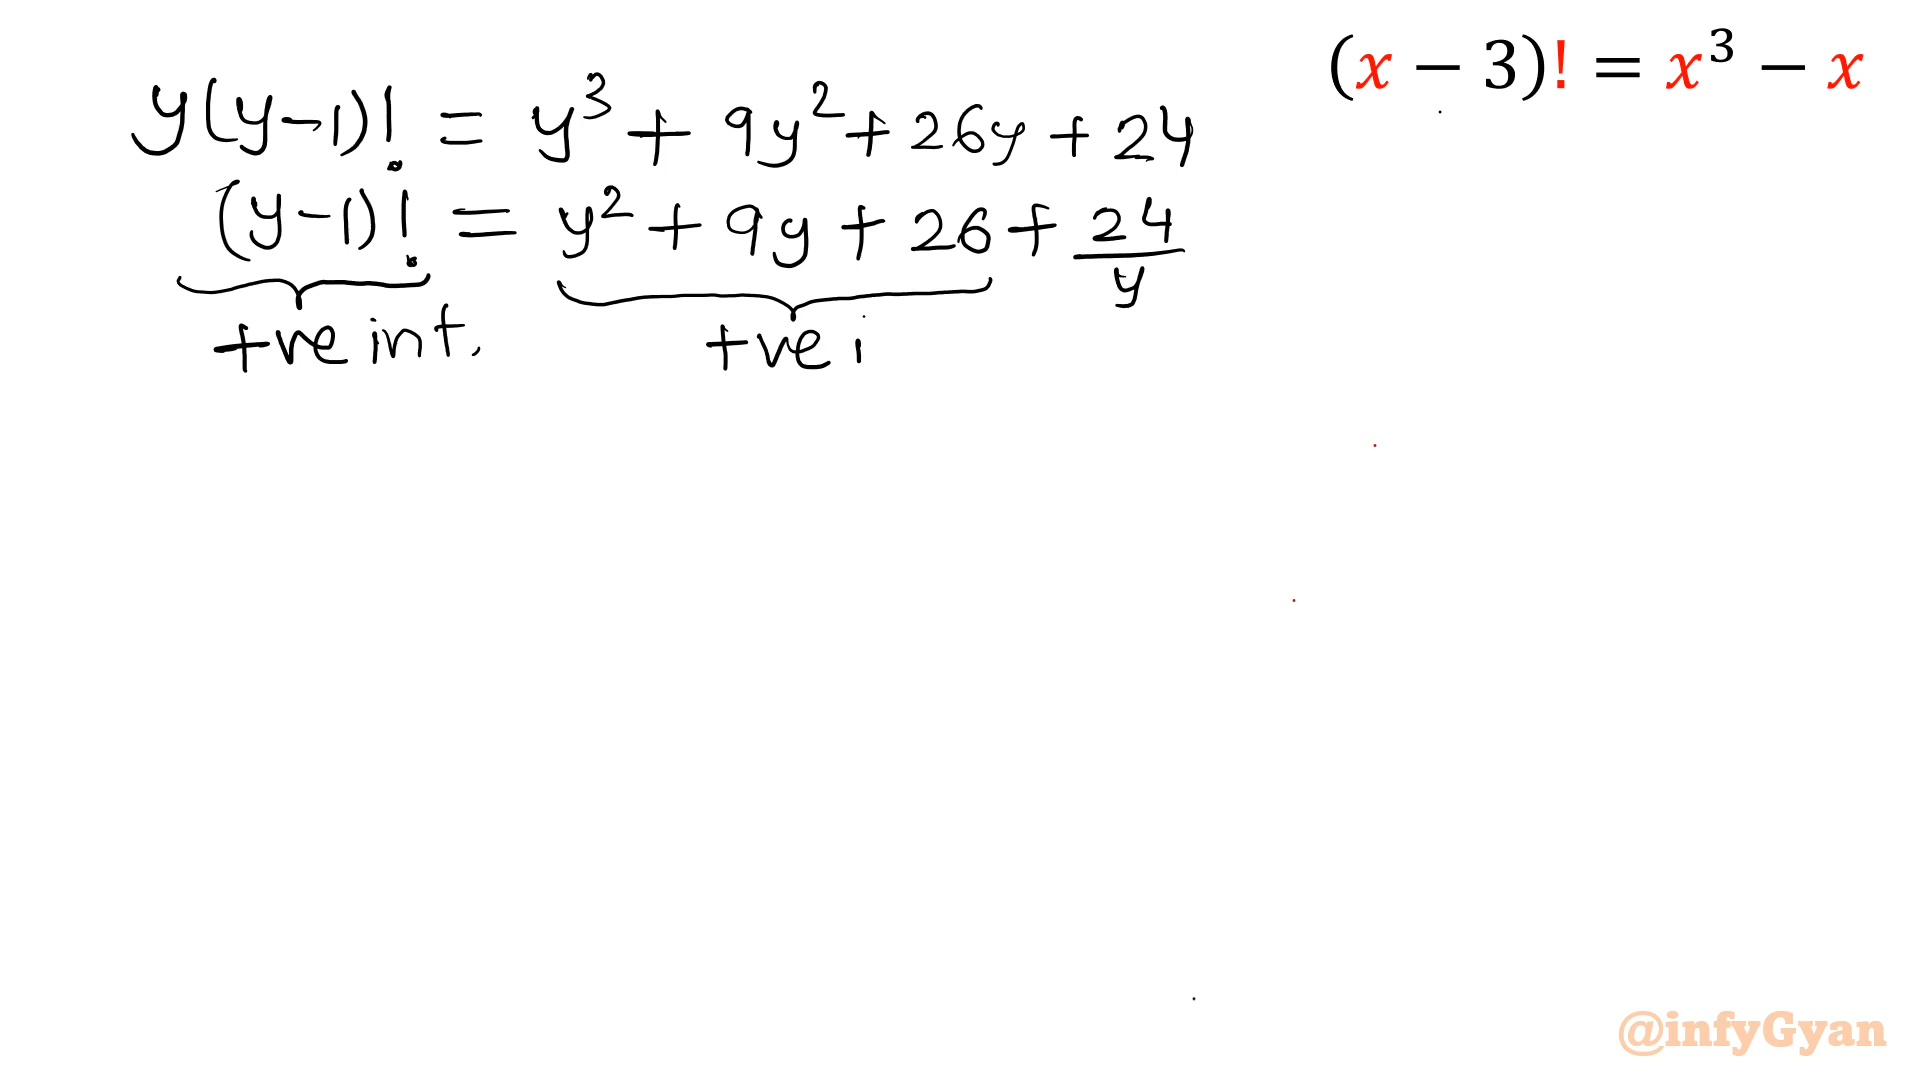 (x − 3)! = x³ − x
y(y-1)! = y³ + 9y² + 26y + 24
(y-1)! = y² + 9y + 26 + 24/y
+ve int. +ve i
@infyGyan